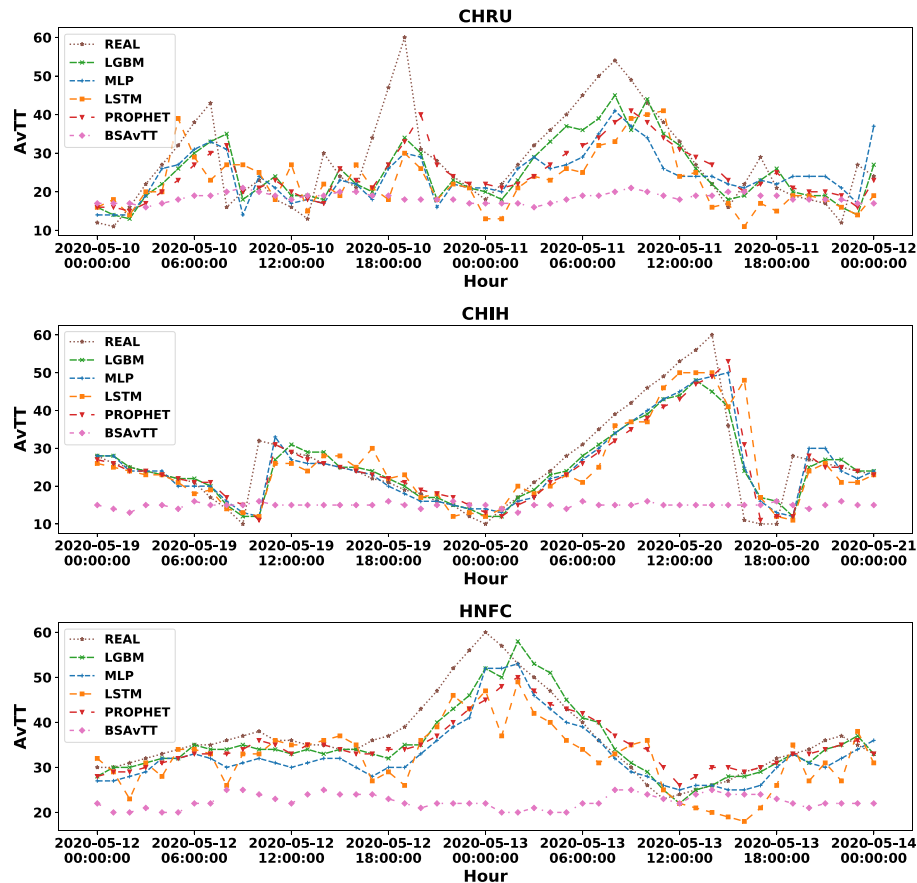 CHRU
60
50
40
30
20
10
AvTT
REAL
LGBM
MLP
LSTM
PROPHET
BSAvTT
2020-05-10 2020-05-10 2020-05-10 2020-05-10 2020-05-11 2020-05-11 2020-05-11 2020-05-11 2020-05-12
00:00:00 06:00:00 12:00:00 18:00:00 00:00:00 06:00:00 12:00:00 18:00:00 00:00:00
Hour
CHIH
60
50
40
30
20
10
AvTT
REAL
LGBM
MLP
LSTM
PROPHET
BSAvTT
2020-05-19 2020-05-19 2020-05-19 2020-05-19 2020-05-20 2020-05-20 2020-05-20 2020-05-20 2020-05-21
00:00:00 06:00:00 12:00:00 18:00:00 00:00:00 06:00:00 12:00:00 18:00:00 00:00:00
Hour
HNFC
60
50
40
30
20
AvTT
REAL
LGBM
MLP
LSTM
PROPHET
BSAvTT
2020-05-12 2020-05-12 2020-05-12 2020-05-12 2020-05-13 2020-05-13 2020-05-13 2020-05-13 2020-05-14
00:00:00 06:00:00 12:00:00 18:00:00 00:00:00 06:00:00 12:00:00 18:00:00 00:00:00
Hour